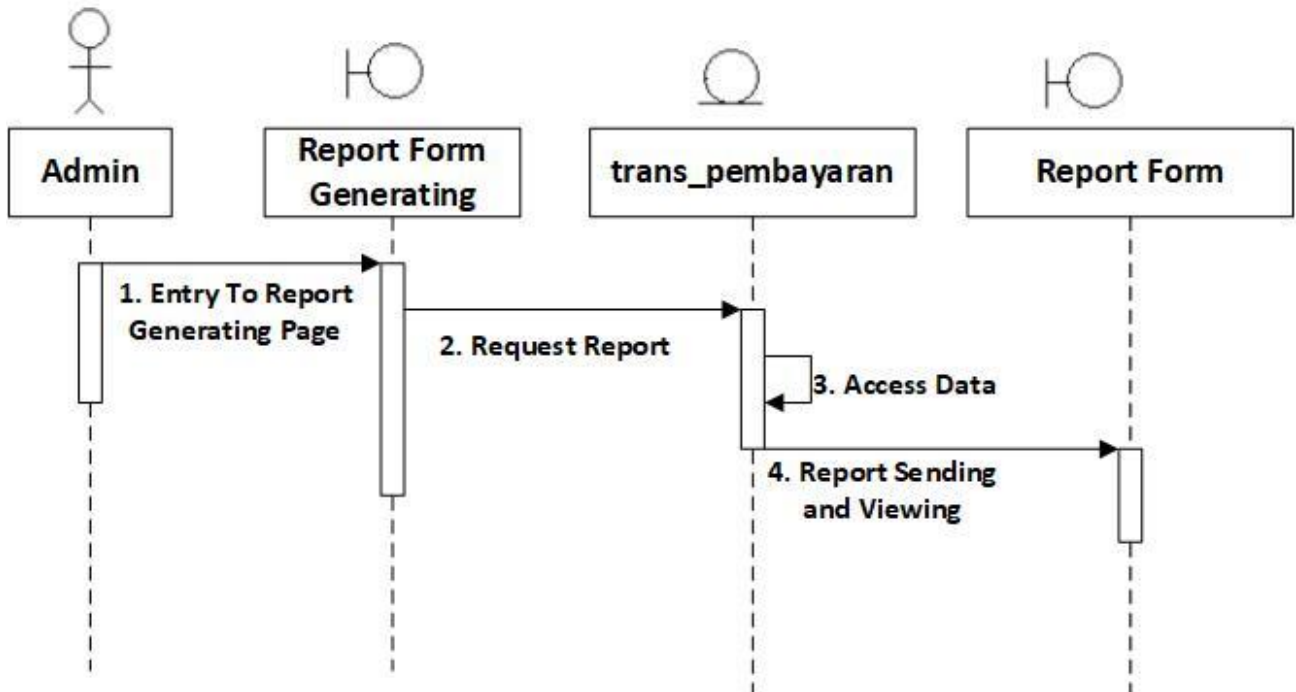 Admin
Report Form
Generating
trans_pembayaran
Report Form
1. Entry To Report
Generating Page
2. Request Report
3. Access Data
4. Report Sending
and Viewing